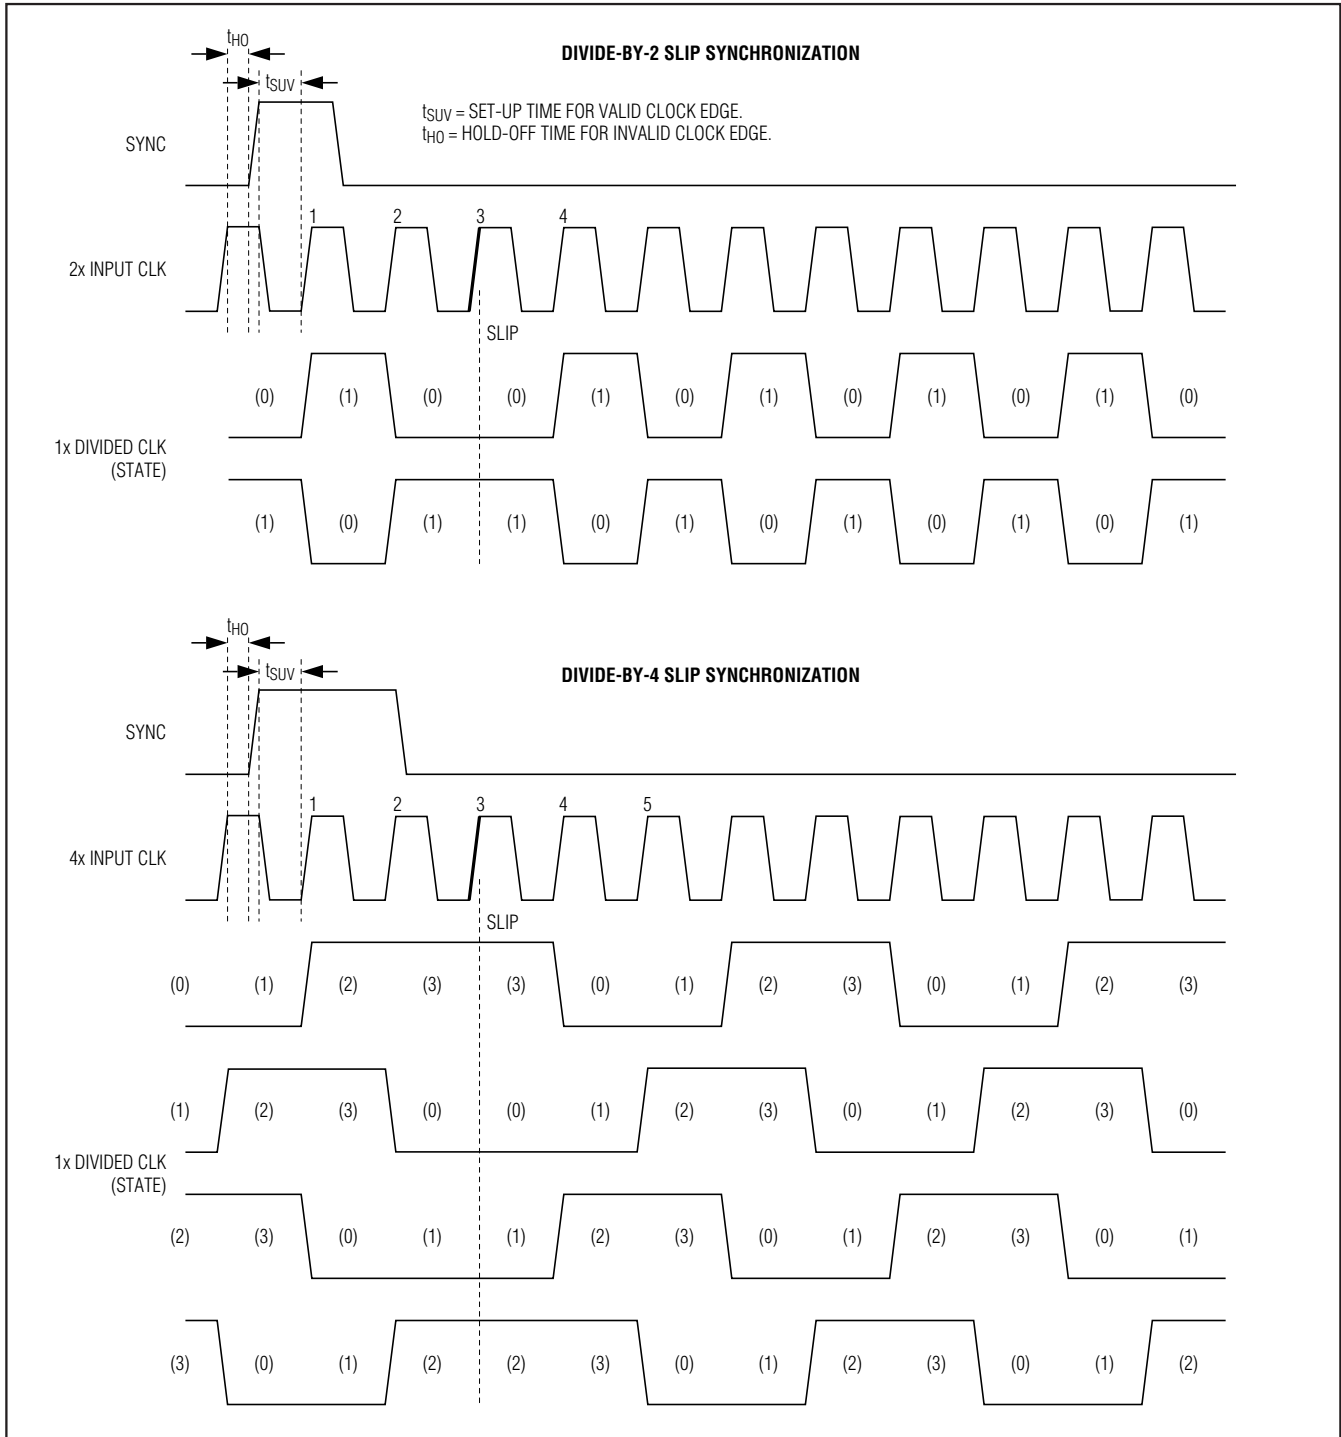 tHO
DIVIDE-BY-2 SLIP SYNCHRONIZATION
tSUV
tSUV = SET-UP TIME FOR VALID CLOCK EDGE.
tHO = HOLD-OFF TIME FOR INVALID CLOCK EDGE.
SYNC
1 2 3 4
2x INPUT CLK
SLIP
(0) (1) (0) (0) (1) (0) (1) (0) (1) (0) (1) (0)
1x DIVIDED CLK
(STATE)
(1) (0) (1) (1) (0) (1) (0) (1) (0) (1) (0) (1)
tHO
tSUV
DIVIDE-BY-4 SLIP SYNCHRONIZATION
SYNC
1 2 3 4 5
4x INPUT CLK
SLIP
(0) (1) (2) (3) (3) (0) (1) (2) (3) (0) (1) (2) (3)
(1) (2) (3) (0) (0) (1) (2) (3) (0) (1) (2) (3) (0)
1x DIVIDED CLK
(STATE)
(2) (3) (0) (1) (1) (2) (3) (0) (1) (2) (3) (0) (1)
(3) (0) (1) (2) (2) (3) (0) (1) (2) (3) (0) (1) (2)